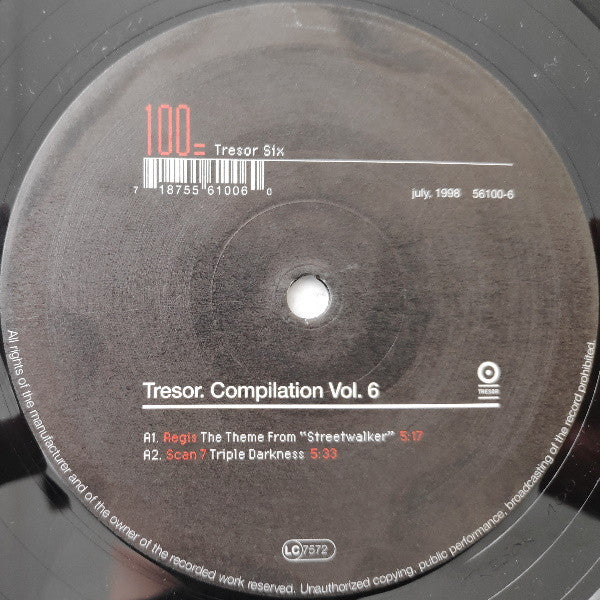 100=
Tresor Six
7 18755 61006 0
july, 1998 56100-6
TRESOR
Tresor. Compilation Vol. 6
A1. Regis The Theme From "Streetwalker" 5:17
A2. Scan 7 Triple Darkness 5:33
LC 7572
All rights of the manufacturer and of the owner of the recorded work reserved. Unauthorized copying, public performance, broadcasting of the record prohibited.